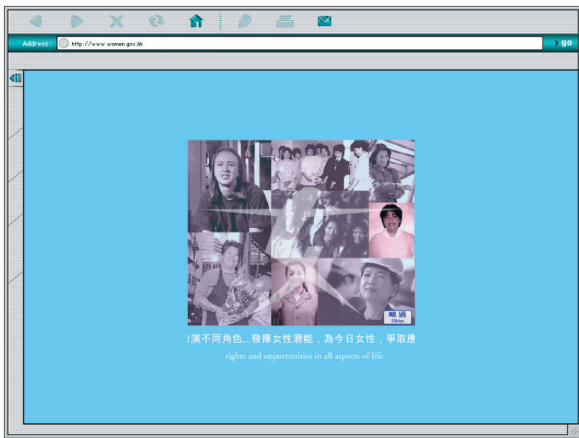 Address:
http://www.women.gov.hk
go
略過
Skip
演不同角色...發揮女性潛能，為今日女性，爭取應
rights and opportunities in all aspects of life.